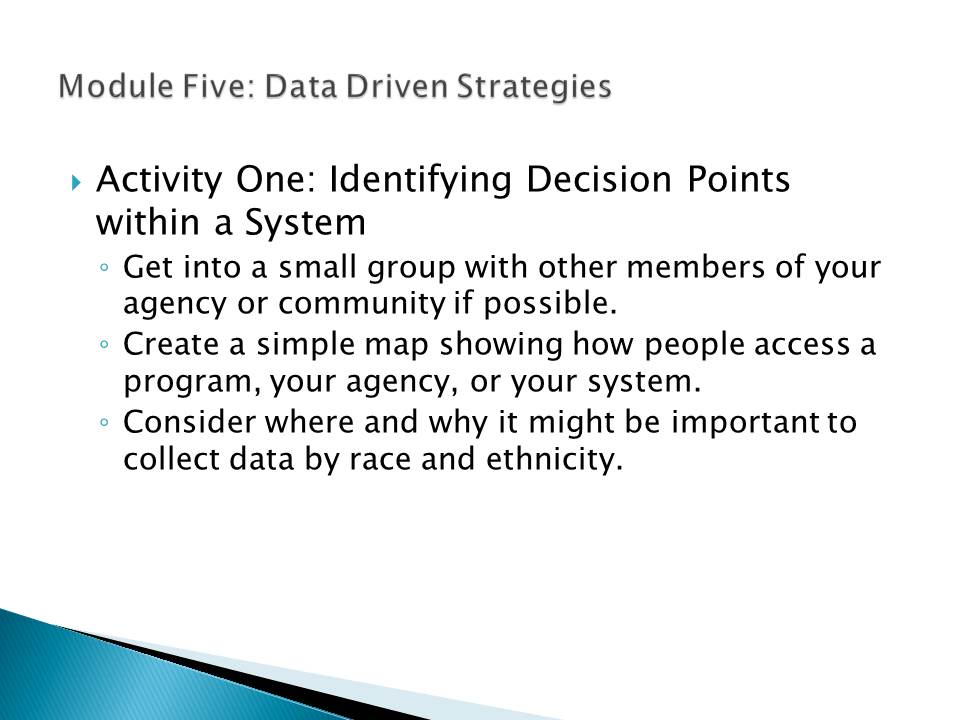 Module Five: Data Driven Strategies
Activity One: Identifying Decision Points
within a System
Get into a small group with other members of your
agency or community if possible.
Create a simple map showing how people access a
program, your agency, or your system.
Consider where and why it might be important to
collect data by race and ethnicity.